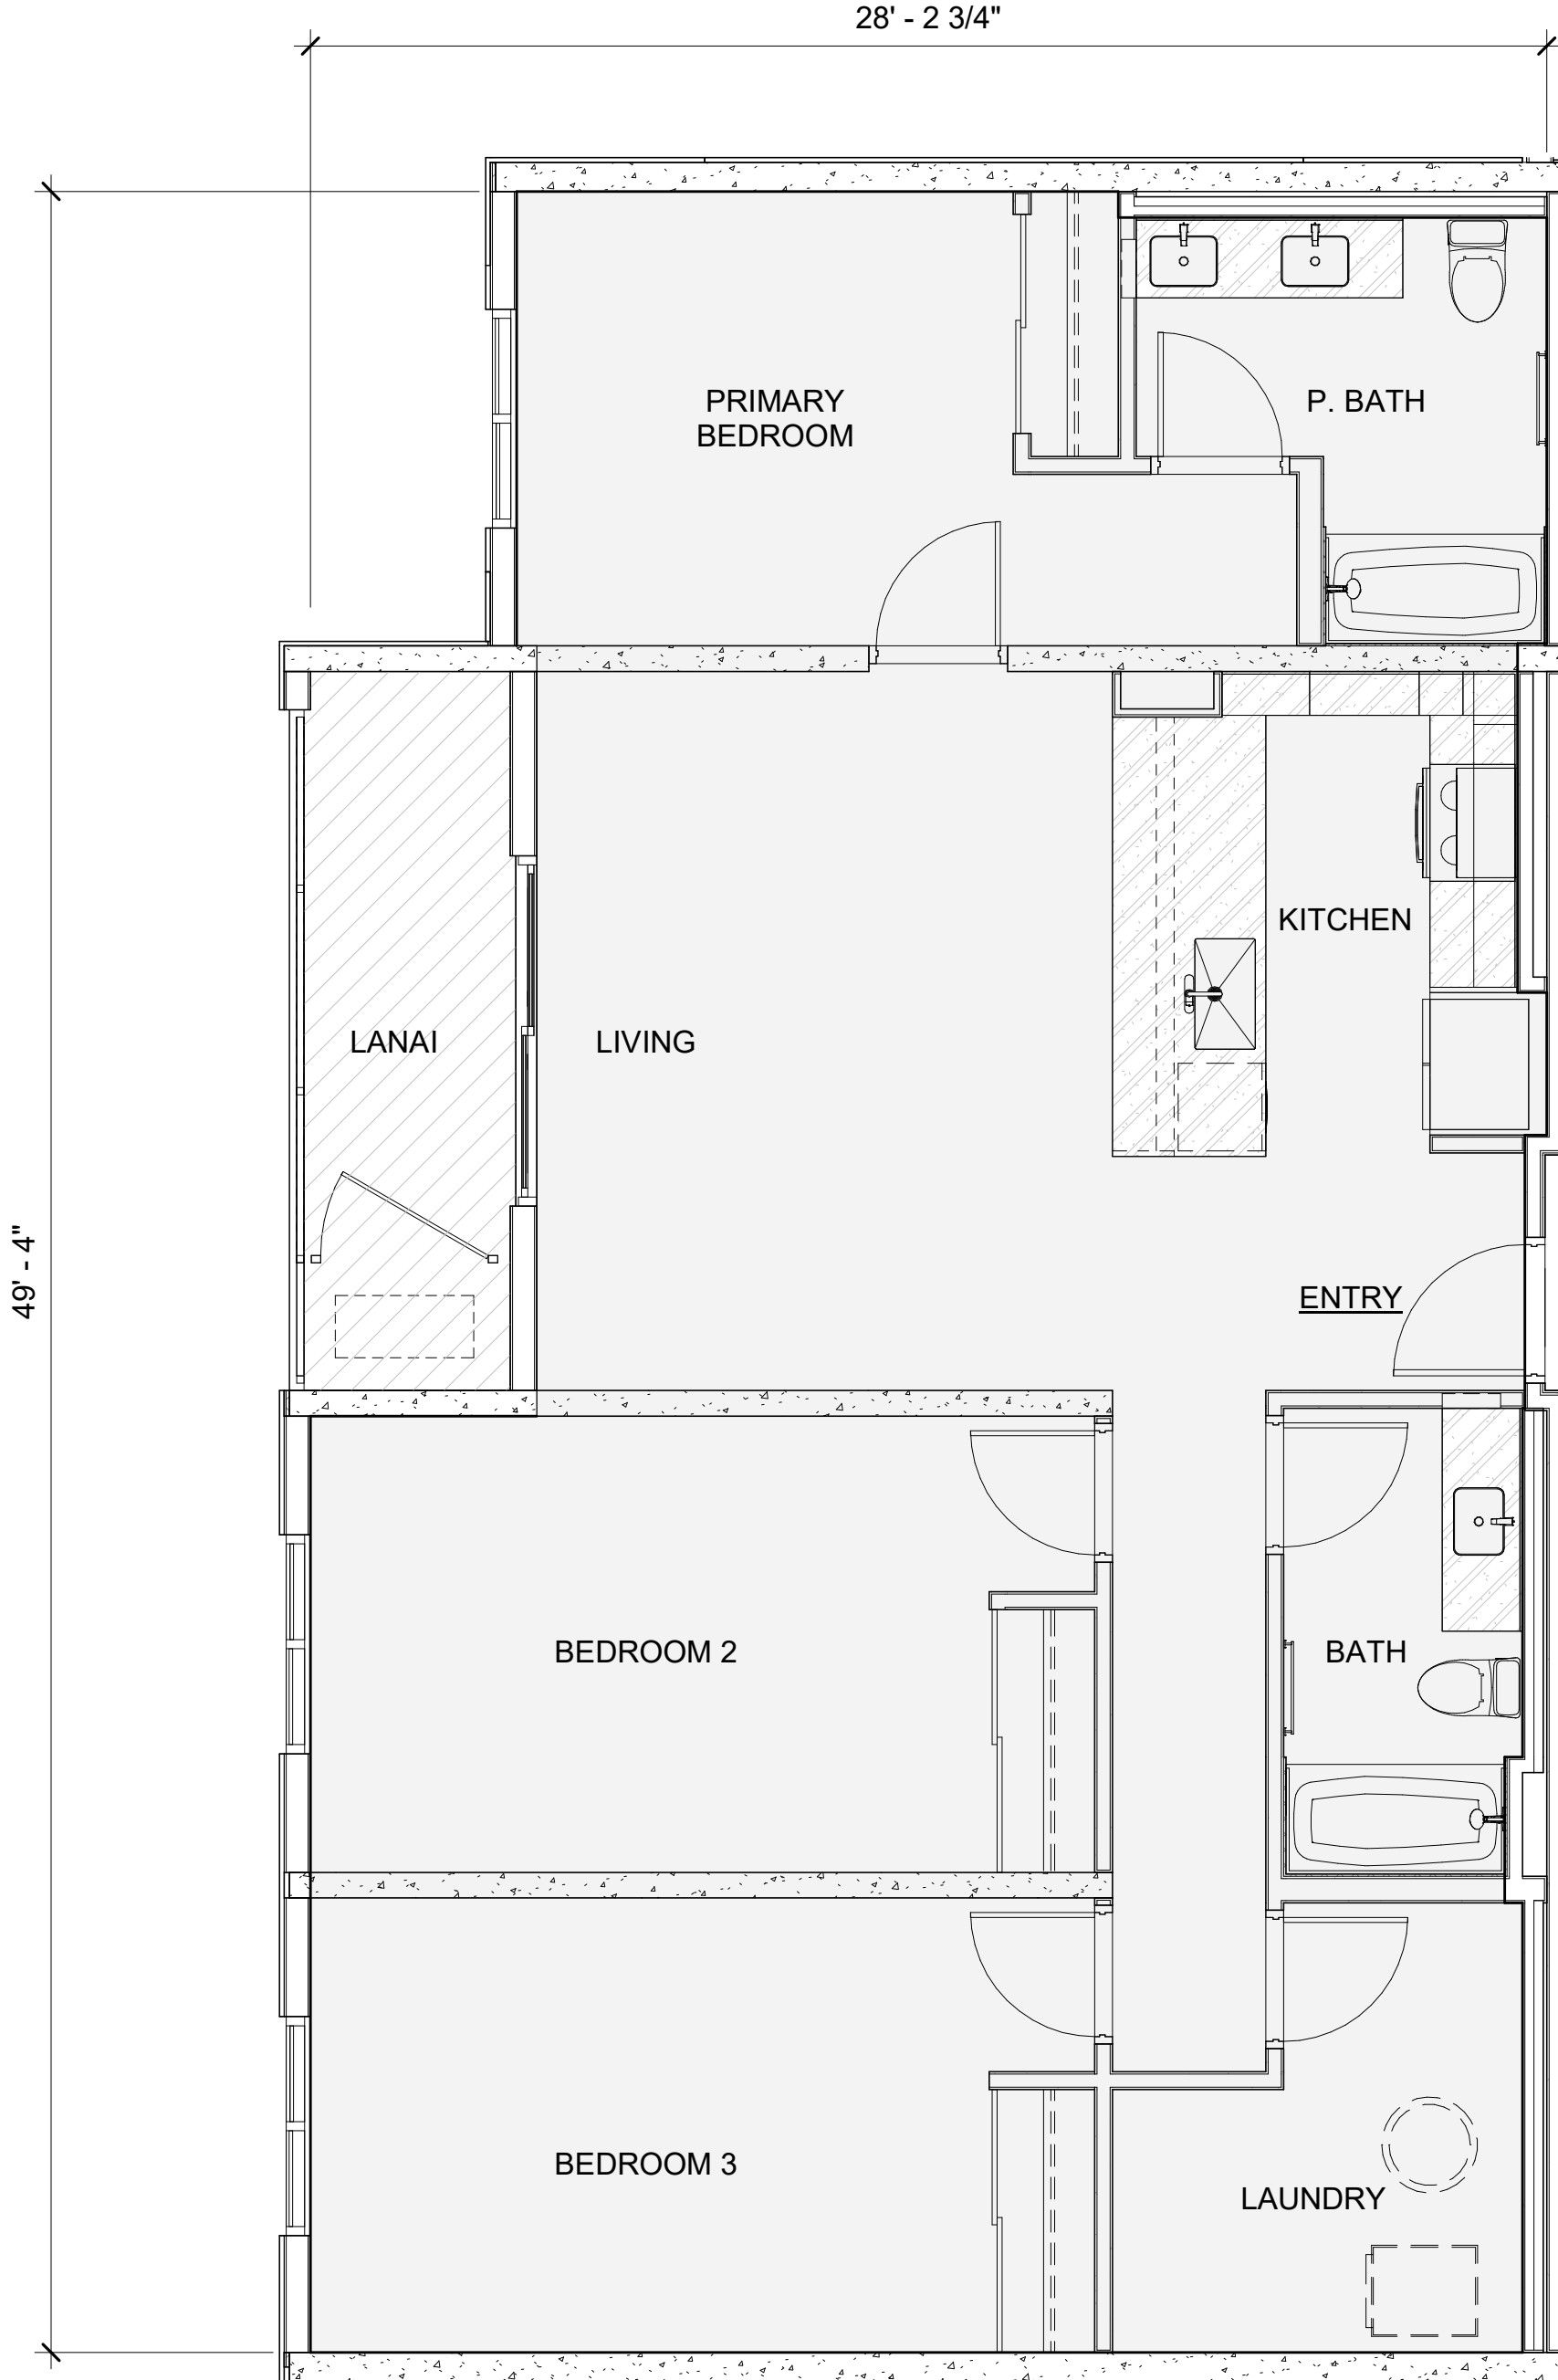 28' - 2 3/4"
PRIMARY
BEDROOM
P. BATH
KITCHEN
LANAI
LIVING
49' - 4"
ENTRY
BEDROOM 2
BATH
BEDROOM 3
LAUNDRY